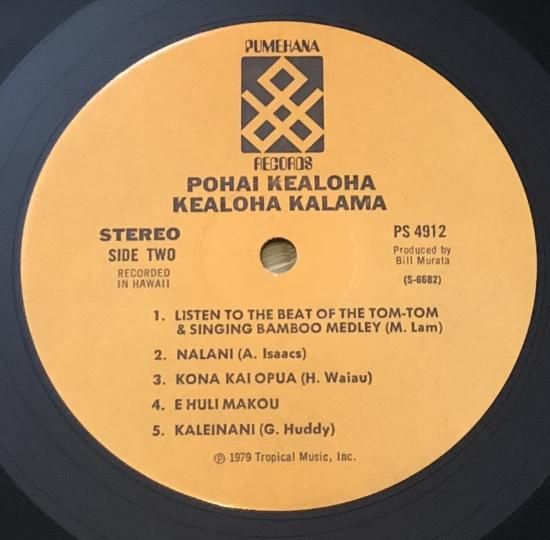 PUMEHANA
RECORDS
POHAI KEALOHA
KEALOHA KALAMA
STEREO
SIDE TWO
RECORDED
IN HAWAII
PS 4912
Produced by
Bill Murata
(S-6682)
1. LISTEN TO THE BEAT OF THE TOM-TOM
& SINGING BAMBOO MEDLEY (M. Lam)
2. NALANI (A. Isaacs)
3. KONA KAI OPUA (H. Waiau)
4. E HULI MAKOU
5. KALEINANI (G. Huddy)
℗ 1979 Tropical Music, Inc.